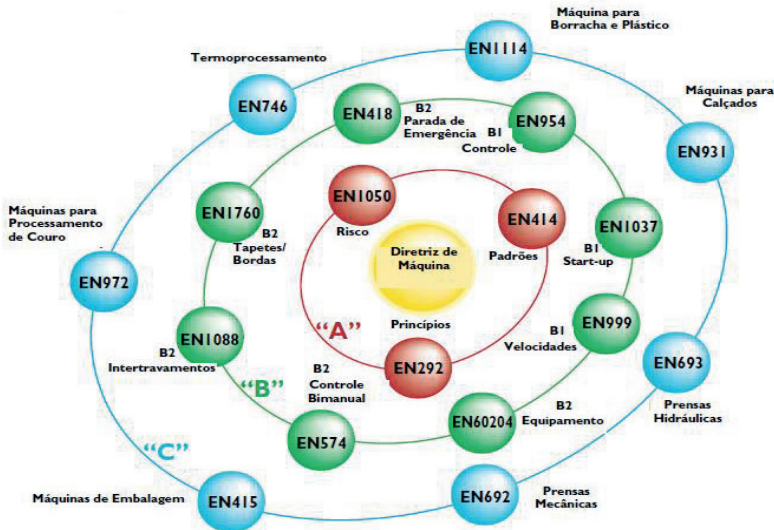 Máquina para
Borracha e Plástico
EN1114
Termoprocessamento
EN746
Máquinas para
Calçados
EN931
B2
Parada de
Emergência
EN418
B1
Controle
EN954
EN1050
Risco
EN414
Padrões
EN1760
B2
Tapetes/
Bordas
EN1037
B1
Start-up
Máquinas para
Processamento
de Couro
EN972
Diretriz de
Máquina
"A"
Princípios
EN292
B1
Velocidades
EN999
EN1088
B2
Intertravamentos
"B"
B2
Controle
Bimanual
EN574
EN60204
B2
Equipamento
EN693
Prensas
Hidráulicas
"C"
Máquinas de Embalagem
EN415
EN692
Prensas
Mecânicas